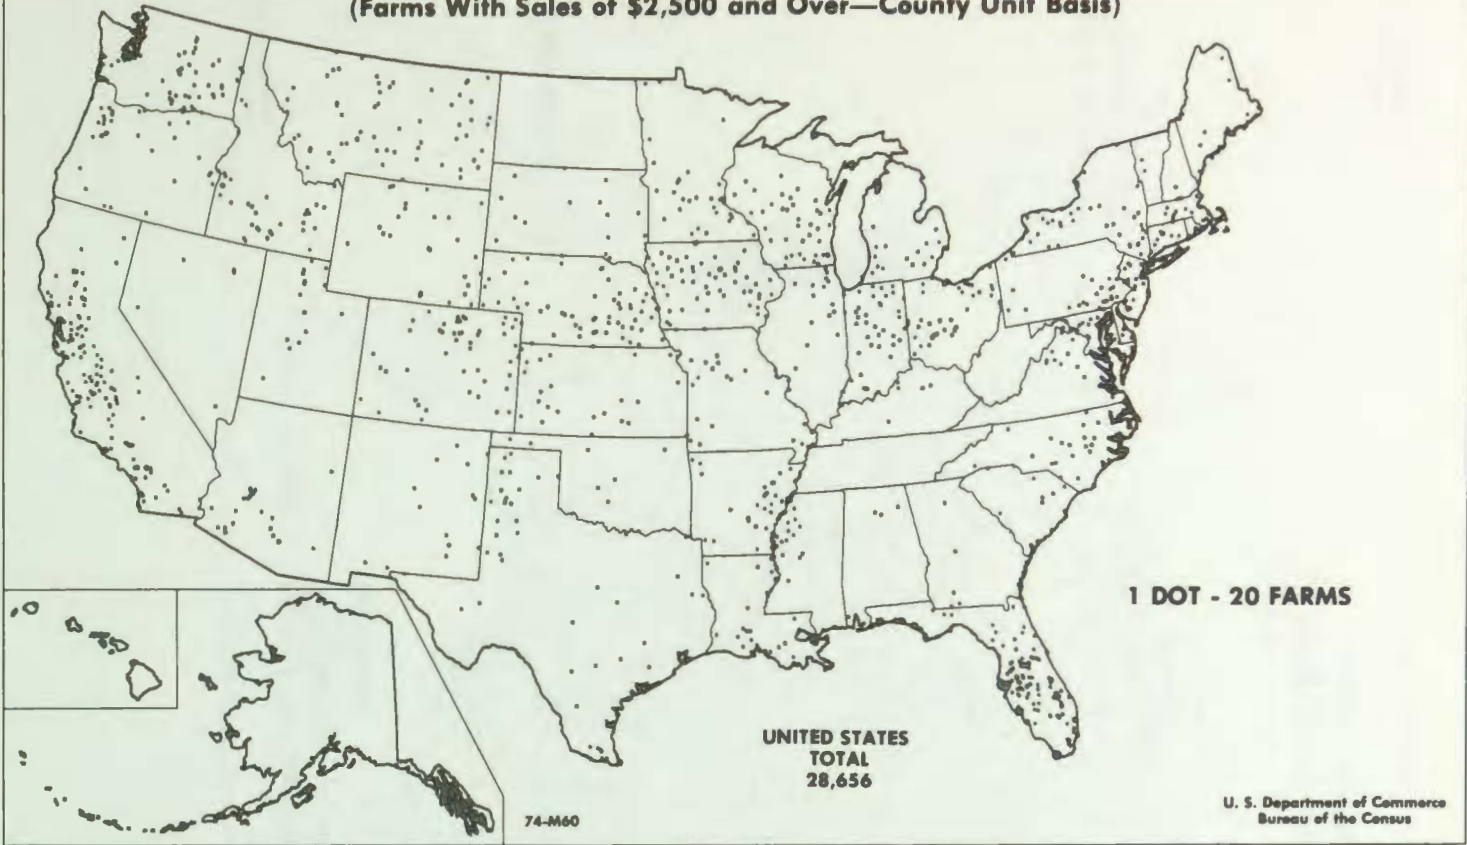 (Farms With Sales of $2,500 and Over—County Unit Basis)
1 DOT - 20 FARMS
UNITED STATES
TOTAL
28,656
74-M60
U. S. Department of Commerce
Bureau of the Census